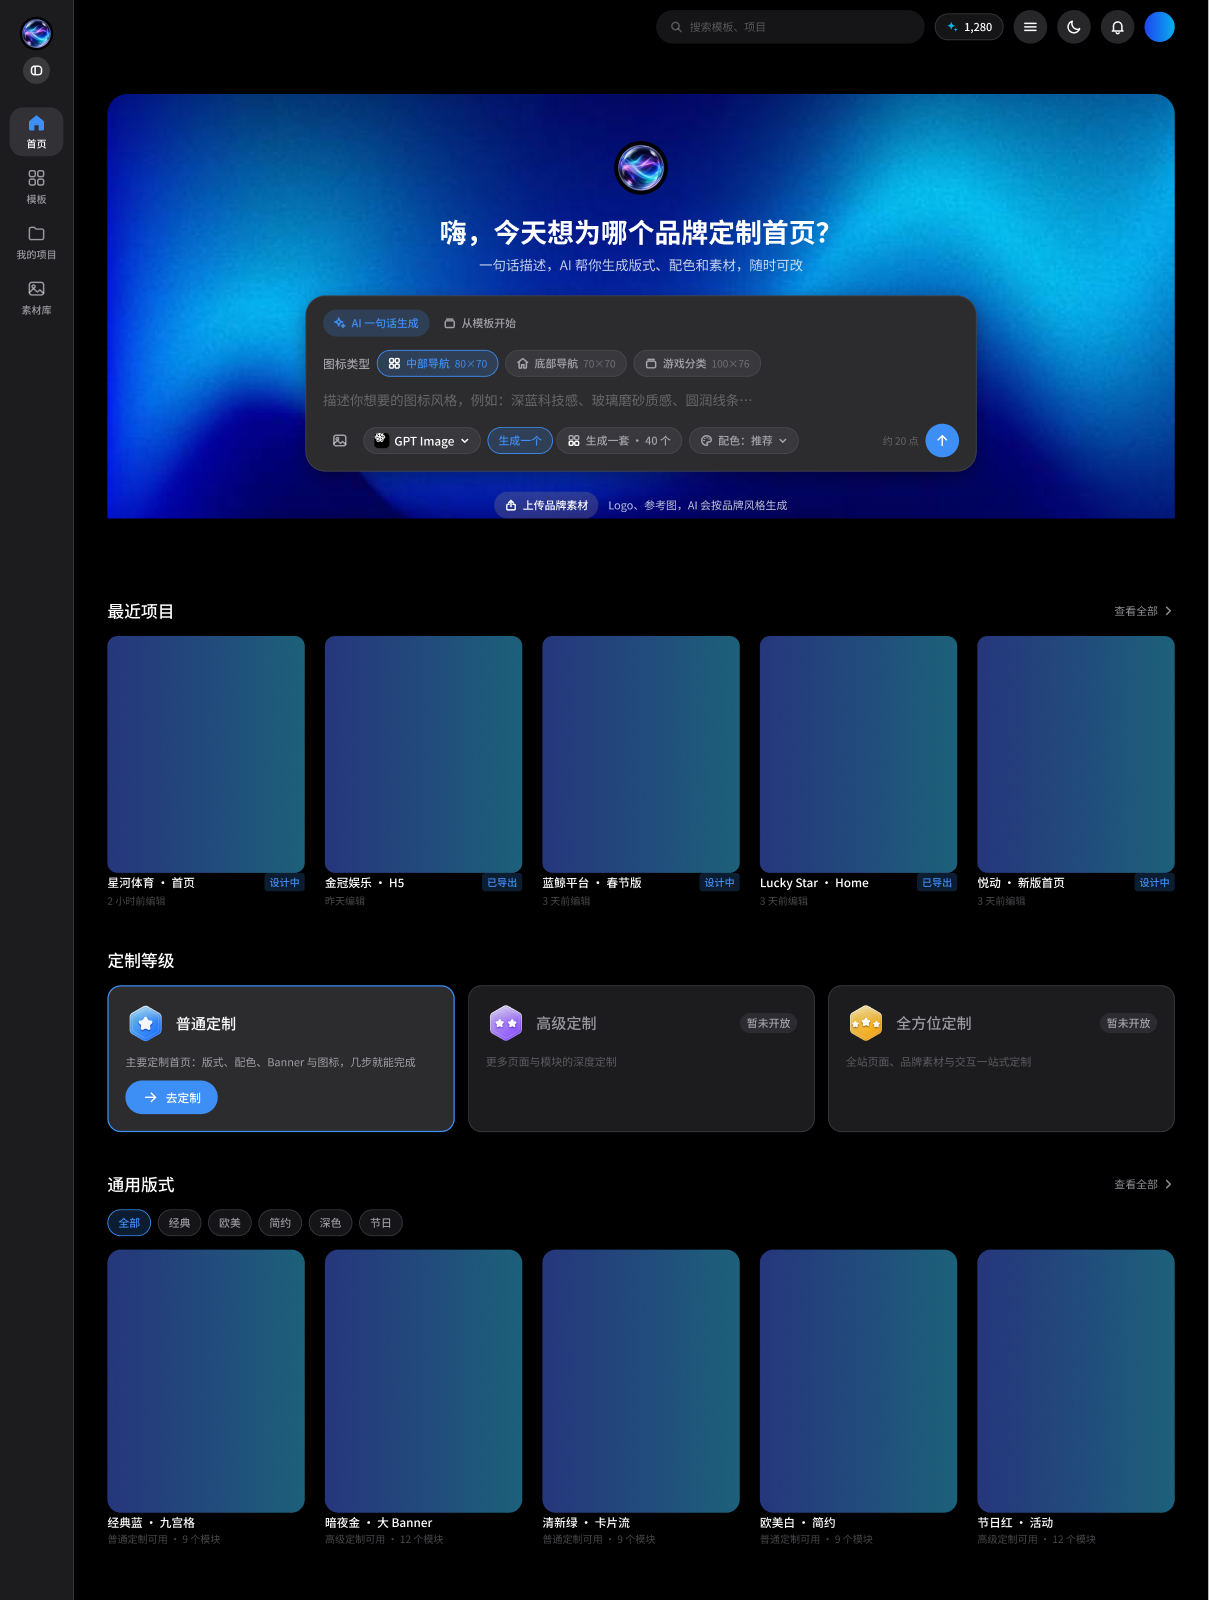 搜索模板、项目
1,280
首页
模板
我的项目
素材库
嗨，今天想为哪个品牌定制首页？
一句话描述，AI 帮你生成版式、配色和素材，随时可改
AI 一句话生成 从模板开始
图标类型 中部导航 80×70 底部导航 70×70 游戏分类 100×76
描述你想要的图标风格，例如：深蓝科技感、玻璃磨砂质感、圆润线条…
GPT Image 生成一个 生成一套 · 40 个 配色：推荐 约 20 点
上传品牌素材 Logo、参考图，AI 会按品牌风格生成
最近项目 查看全部
星河体育 · 首页 设计中
2 小时前编辑
金冠娱乐 · H5 已导出
昨天编辑
蓝鲸平台 · 春节版 设计中
3 天前编辑
Lucky Star · Home 已导出
3 天前编辑
悦动 · 新版首页 设计中
3 天前编辑
定制等级
普通定制
主要定制首页：版式、配色、Banner 与图标，几步就能完成
去定制
高级定制 暂未开放
更多页面与模块的深度定制
全方位定制 暂未开放
全站页面、品牌素材与交互一站式定制
通用版式 查看全部
全部 经典 欧美 简约 深色 节日
经典蓝 · 九宫格
普通定制可用 · 9 个模块
暗夜金 · 大 Banner
高级定制可用 · 12 个模块
清新绿 · 卡片流
普通定制可用 · 9 个模块
欧美白 · 简约
普通定制可用 · 9 个模块
节日红 · 活动
高级定制可用 · 12 个模块